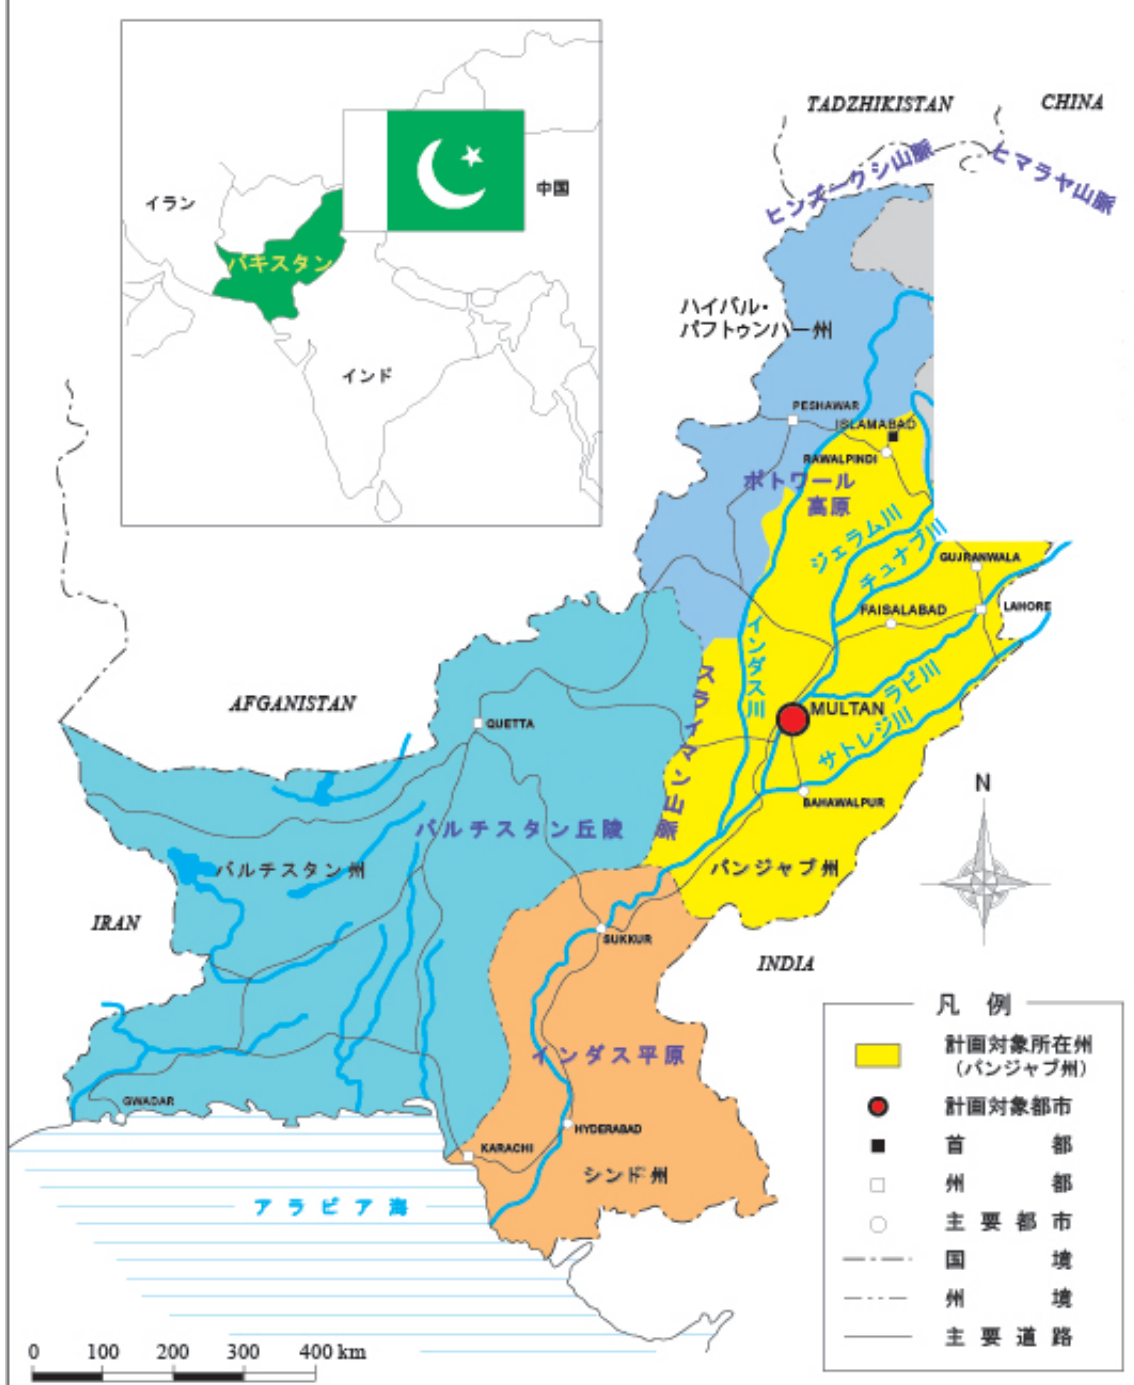 TADZHIKISTAN
CHINA
ヒンズークシ山脈
ヒマラヤ山脈
イラン
中国
パキスタン
インド
ハイバル・
パフトゥンハー州
PESHAWAR
ISLAMABAD
RAWALPINDI
ポトワール
高原
ジェラム川
チュナブ川
GUJRANWALA
FAISALABAD
LAHORE
インダス川
スライマン山脈
ラビ川
MULTAN
サトレジ川
AFGANISTAN
QUETTA
BAHAWALPUR
バルチスタン丘陵
バルチスタン州
パンジャブ州
N
IRAN
SUKKUR
INDIA
インダス平原
GWADAR
HYDERABAD
KARACHI
シンド州
アラビア海
凡例
計画対象所在州
（パンジャブ州）
計画対象都市
首都
州都
主要都市
国境
州境
主要道路
0 100 200 300 400 km